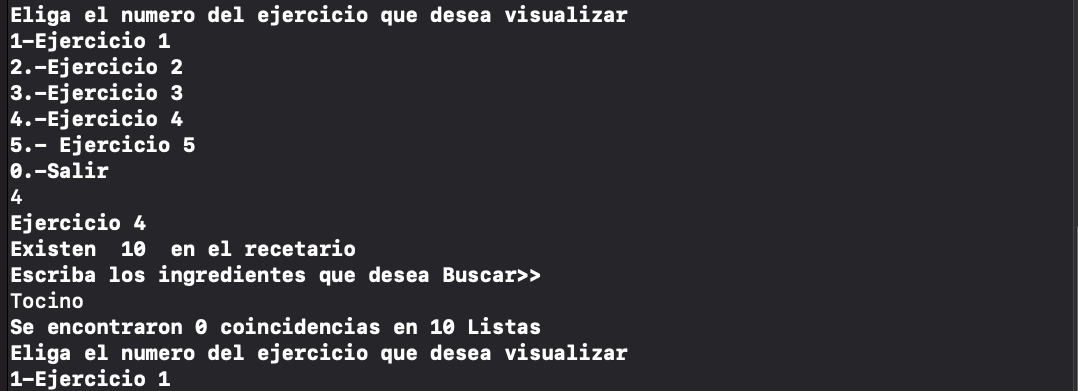 Eliga el numero del ejercicio que desea visualizar
1-Ejercicio 1
2.-Ejercicio 2
3.-Ejercicio 3
4.-Ejercicio 4
5.- Ejercicio 5
0.-Salir
4
Ejercicio 4
Existen  10  en el recetario
Escriba los ingredientes que desea Buscar>>
Tocino
Se encontraron 0 coincidencias en 10 Listas
Eliga el numero del ejercicio que desea visualizar
1-Ejercicio 1